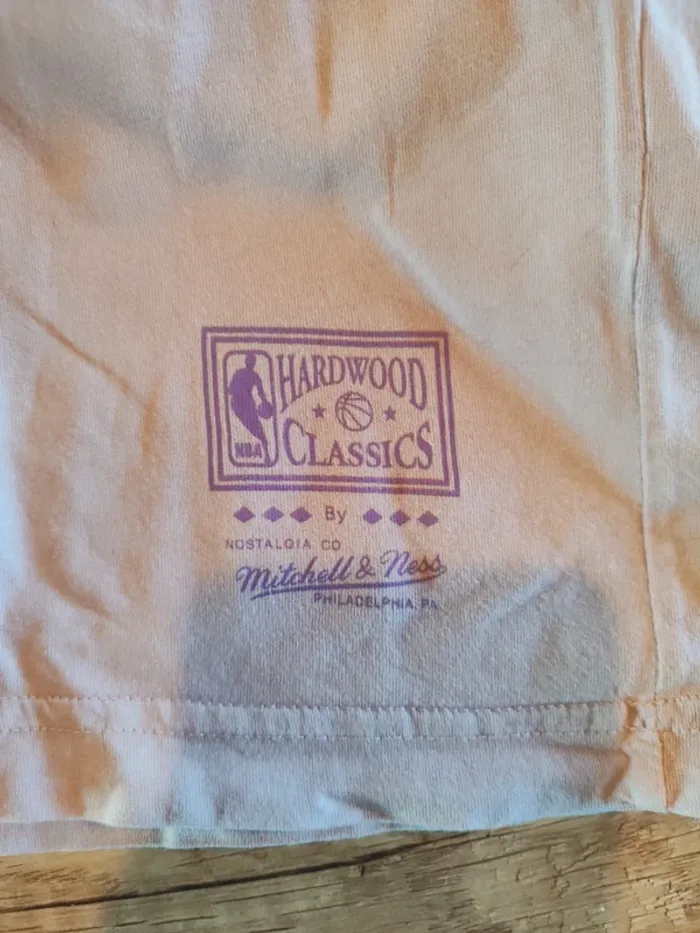 HARDWOOD
NBA
CLASSICS
By
NOSTALGIA CO
Mitchell & Ness
PHILADELPHIA, PA